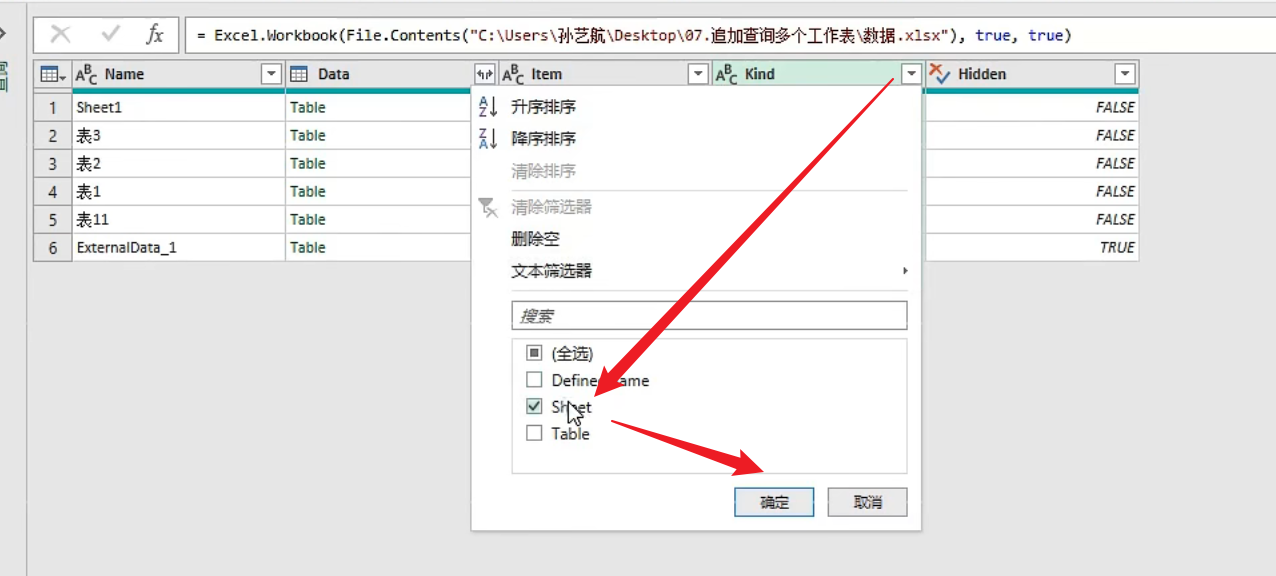 fx = Excel.Workbook(File.Contents("C:\Users\孙艺航\Desktop\07.追加查询多个工作表\数据.xlsx"), true, true)
Name Data Item Kind Hidden
1 Sheet1 Table FALSE
2 表3 Table FALSE
3 表2 Table FALSE
4 表1 Table FALSE
5 表11 Table FALSE
6 ExternalData_1 Table TRUE
升序排序
降序排序
清除排序
清除筛选器
删除空
文本筛选器
搜索
(全选)
Sheet
Table
确定 取消